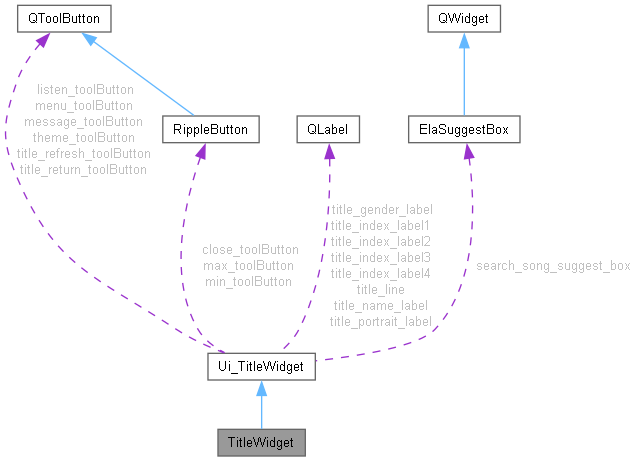 QToolButton
QWidget
listen_toolButton
menu_toolButton
message_toolButton
theme_toolButton
title_refresh_toolButton
title_return_toolButton
RippleButton
QLabel
ElaSuggestBox
close_toolButton
max_toolButton
min_toolButton
title_gender_label
title_index_label1
title_index_label2
title_index_label3
title_index_label4
title_line
title_name_label
title_portrait_label
search_song_suggest_box
Ui_TitleWidget
TitleWidget